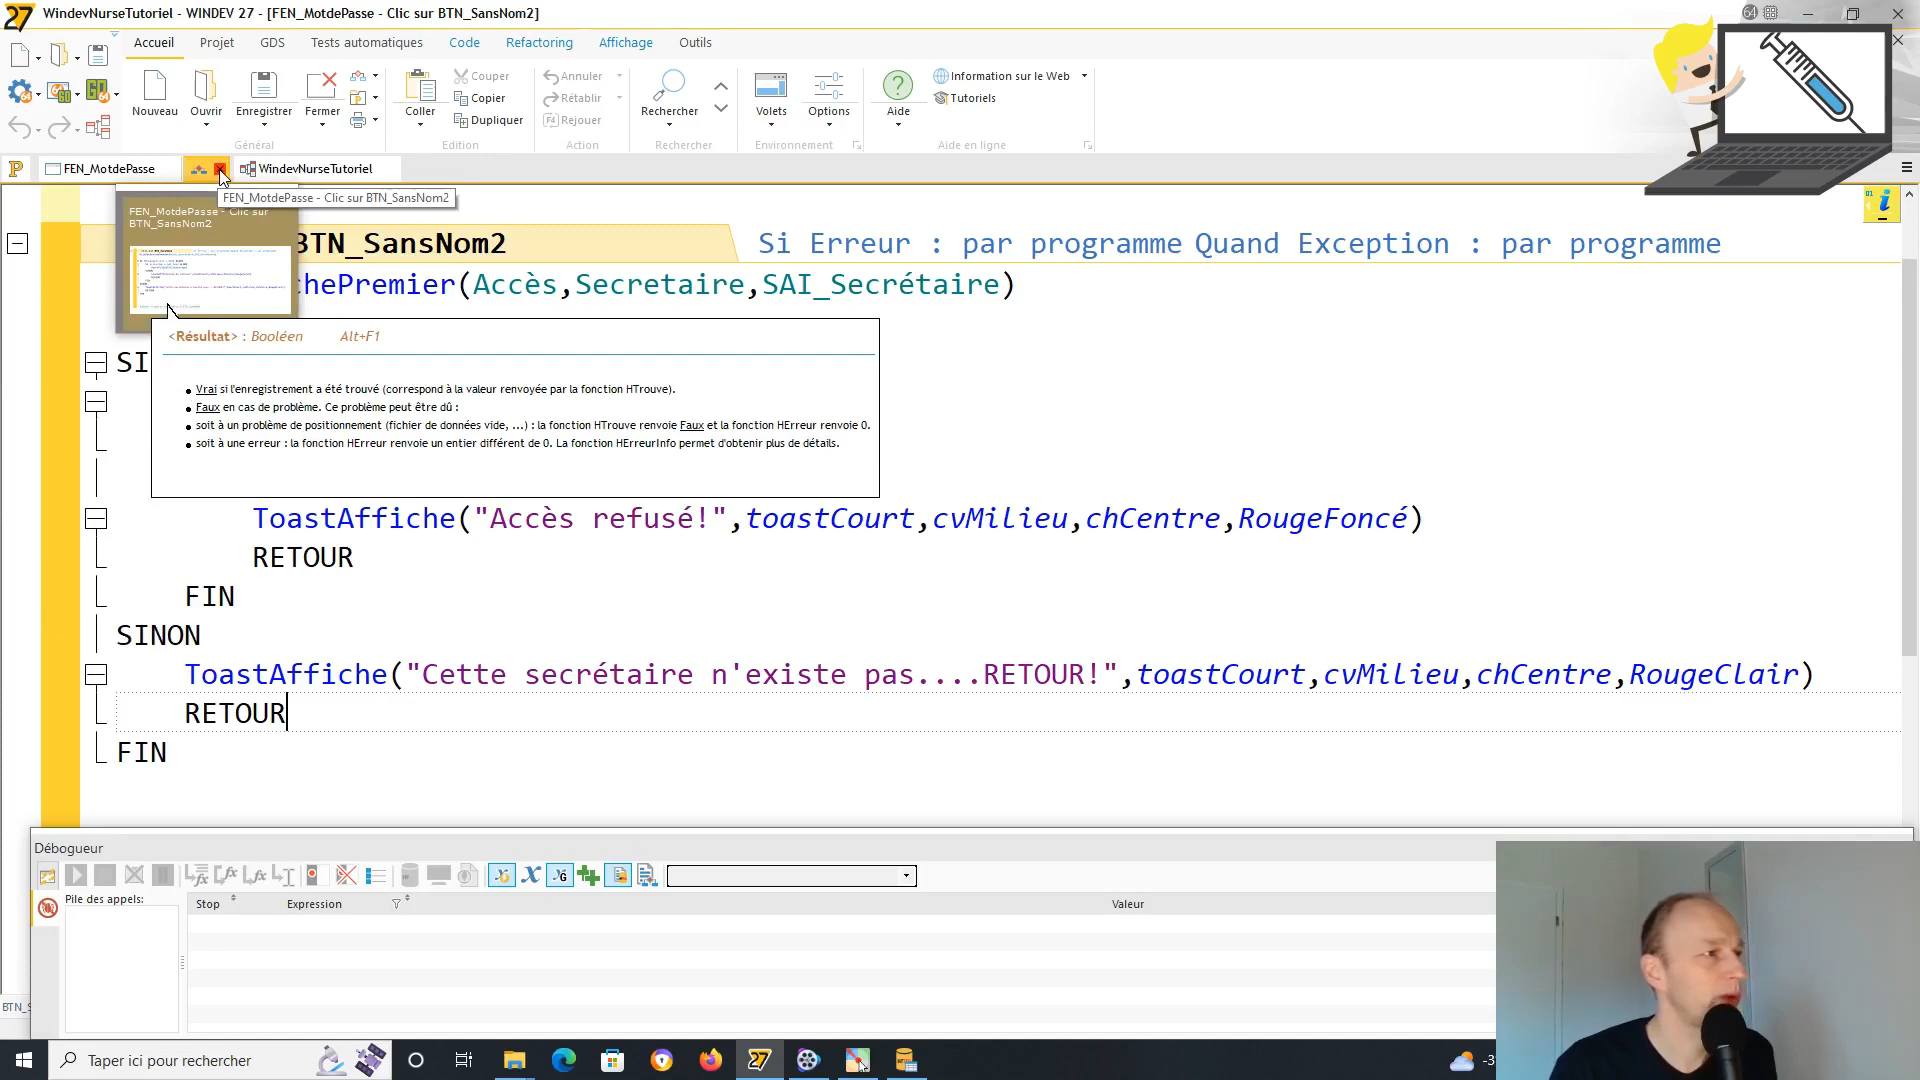 27 WindevNurseTutoriel - WINDEV 27 - [FEN_MotdePasse - Clic sur BTN_SansNom2]
64
Accueil Projet GDS Tests automatiques Code Refactoring Affichage Outils
Nouveau Ouvrir Enregistrer Fermer
Coller
Couper
Copier
Dupliquer
Annuler
Rétablir
F4 Rejouer
Rechercher
Volets Options
Aide
Information sur le Web
Tutoriels
Général Edition Action Rechercher Environnement Aide en ligne
P FEN_MotdePasse WindevNurseTutoriel
FEN_MotdePasse - Clic sur BTN_SansNom2
FEN_MotdePasse - Clic sur
BTN_SansNom2
BTN_SansNom2 Si Erreur : par programme Quand Exception : par programme
chePremier(Accès,Secretaire,SAI_Secrétaire)
<Résultat> : Booléen Alt+F1
SI
Vrai si l'enregistrement a été trouvé (correspond à la valeur renvoyée par la fonction HTrouve).
Faux en cas de problème. Ce problème peut être dû :
soit à un problème de positionnement (fichier de données vide, ...) : la fonction HTrouve renvoie Faux et la fonction HErreur renvoie 0.
soit à une erreur : la fonction HErreur renvoie un entier différent de 0. La fonction HErreurInfo permet d'obtenir plus de détails.
ToastAffiche("Accès refusé!",toastCourt,cvMilieu,chCentre,RougeFoncé)
RETOUR
FIN
SINON
ToastAffiche("Cette secrétaire n'existe pas....RETOUR!",toastCourt,cvMilieu,chCentre,RougeClair)
RETOUR
FIN
Débogueur
Pile des appels:
Stop Expression Valeur
BTN_S
Taper ici pour rechercher
27
-3